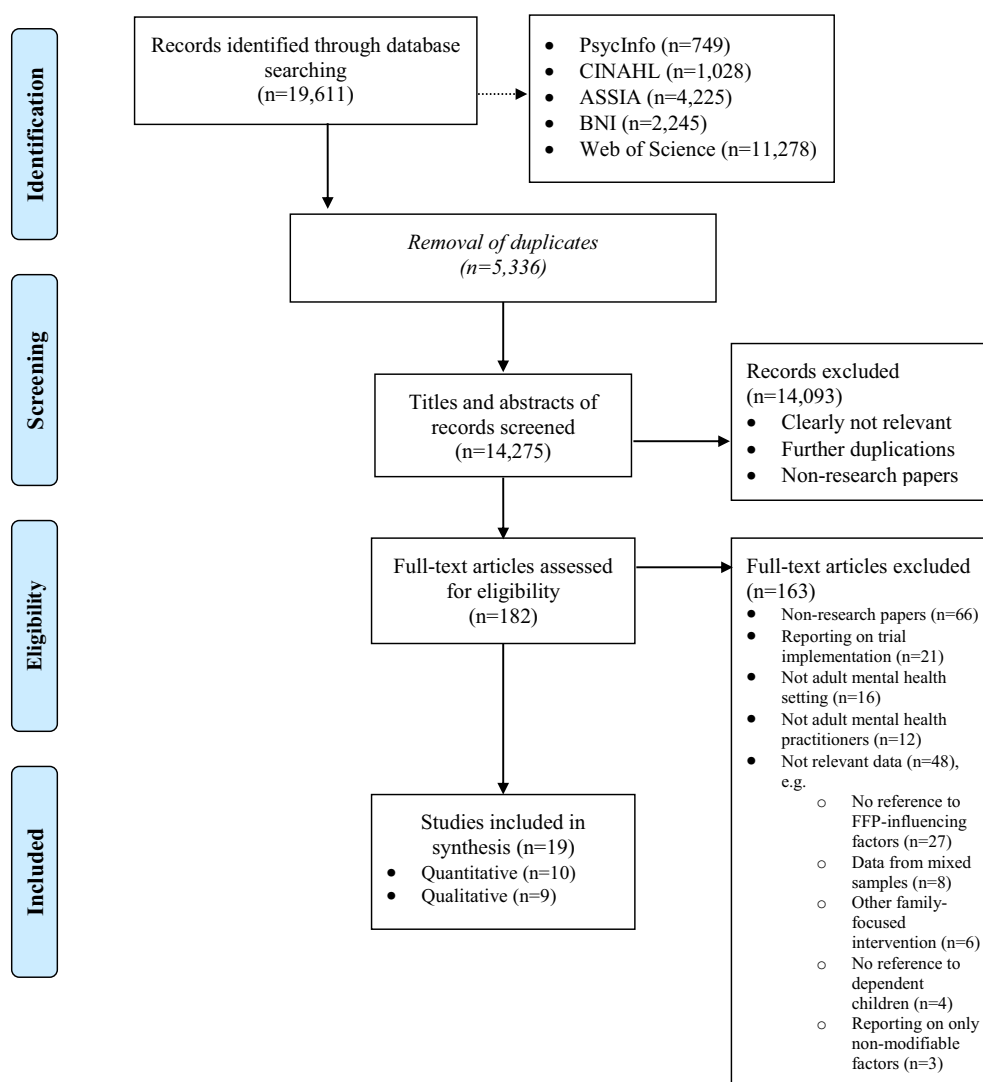 Identification
Records identified through database
searching
(n=19,611)
• PsycInfo (n=749)
• CINAHL (n=1,028)
• ASSIA (n=4,225)
• BNI (n=2,245)
• Web of Science (n=11,278)
Removal of duplicates
(n=5,336)
Screening
Titles and abstracts of
records screened
(n=14,275)
Records excluded
(n=14,093)
• Clearly not relevant
• Further duplications
• Non-research papers
Eligibility
Full-text articles assessed
for eligibility
(n=182)
Full-text articles excluded
(n=163)
• Non-research papers (n=66)
• Reporting on trial
implementation (n=21)
• Not adult mental health
setting (n=16)
• Not adult mental health
practitioners (n=12)
• Not relevant data (n=48),
e.g.
o No reference to
FFP-influencing
factors (n=27)
o Data from mixed
samples (n=8)
o Other family-
focused
intervention (n=6)
o No reference to
dependent
children (n=4)
o Reporting on only
non-modifiable
factors (n=3)
Included
Studies included in
synthesis (n=19)
• Quantitative (n=10)
• Qualitative (n=9)